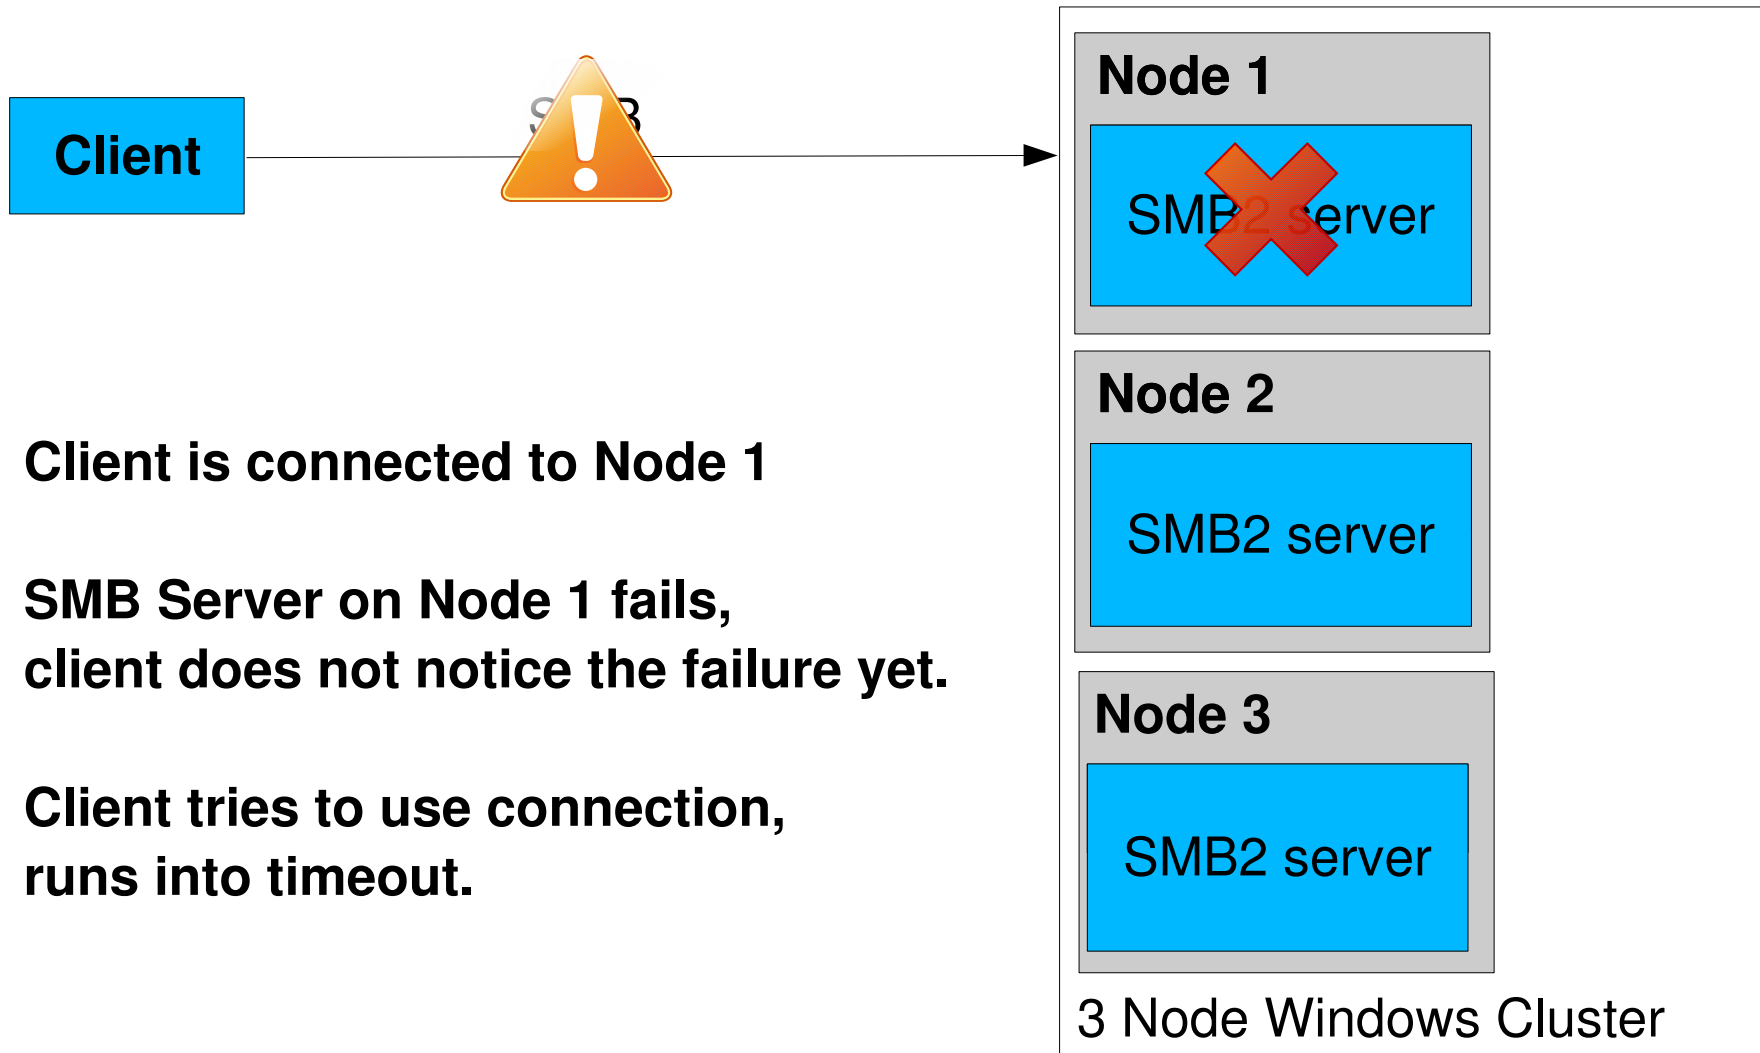 Client
Node 1
SMB2 server
Node 2
SMB2 server
Node 3
SMB2 server
3 Node Windows Cluster
Client is connected to Node 1
SMB Server on Node 1 fails,
client does not notice the failure yet.
Client tries to use connection,
runs into timeout.